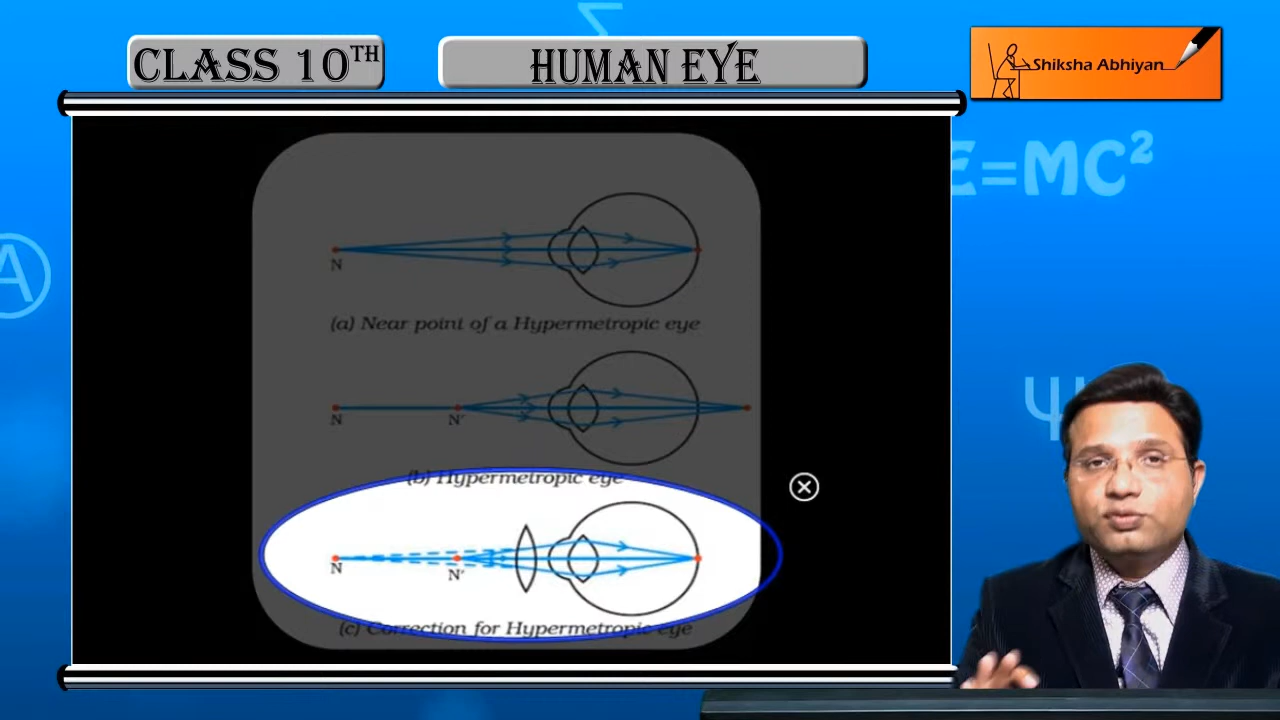 Σ
CLASS 10TH
HUMAN EYE
Shiksha Abhiyan
E=MC2
A
Ψ
N
(a) Near point of a Hypermetropic eye
N
N′
(b) Hypermetropic eye
N
N′
(c) Correction for Hypermetropic eye